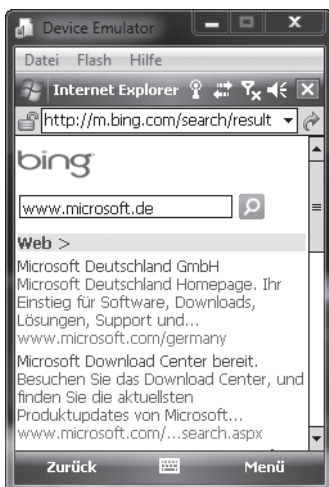 Device Emulator
Datei Flash Hilfe
Internet Explorer
http://m.bing.com/search/result
bing
www.microsoft.de
Web >
Microsoft Deutschland GmbH
Microsoft Deutschland Homepage. Ihr
Einstieg für Software, Downloads,
Lösungen, Support und...
www.microsoft.com/germany
Microsoft Download Center bereit.
Besuchen Sie das Download Center, und
finden Sie die aktuellsten
Produktupdates von Microsoft...
www.microsoft.com/...search.aspx
Zurück Menü